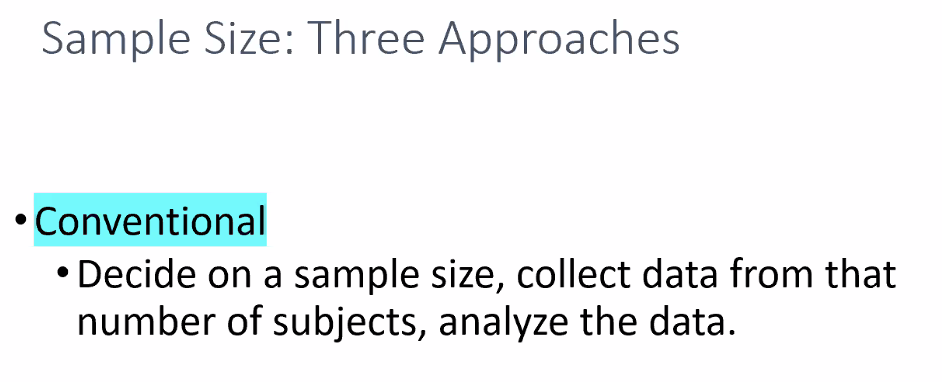 Sample Size: Three Approaches
• Conventional
• Decide on a sample size, collect data from that
number of subjects, analyze the data.